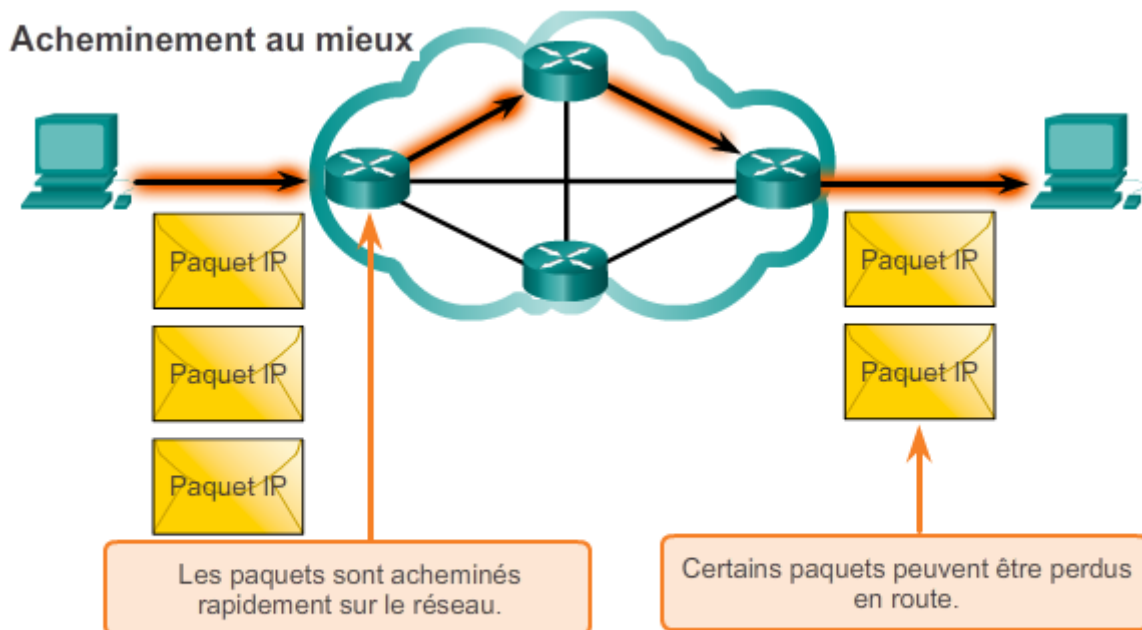 Acheminement au mieux
Paquet IP
Paquet IP
Paquet IP
Paquet IP
Paquet IP
Les paquets sont acheminés
rapidement sur le réseau.
Certains paquets peuvent être perdus
en route.